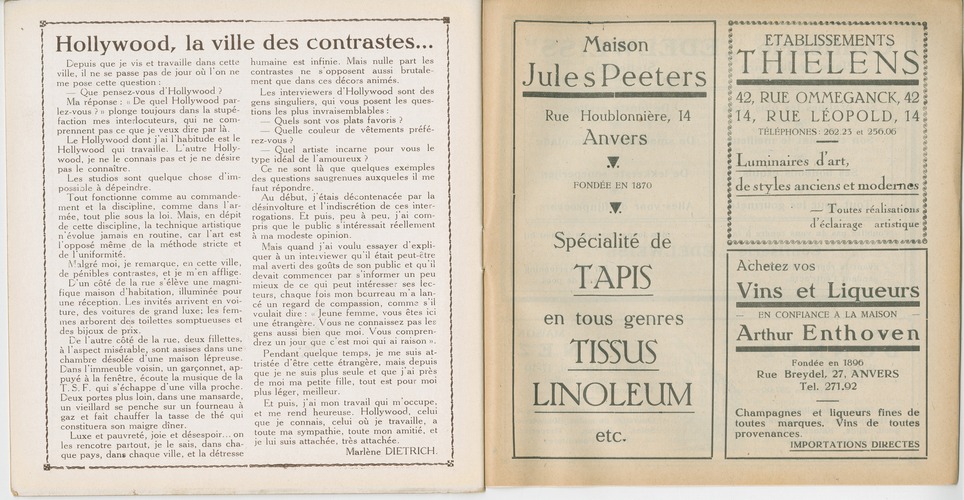 Hollywood, la ville des contrastes...
Depuis que je vis et travaille dans cette
ville, il ne se passe pas de jour où l'on ne
me pose cette question :
— Que pensez-vous d'Hollywood ?
Ma réponse : « De quel Hollywood par-
lez-vous ? » plonge toujours dans la stupé-
faction mes interlocuteurs, qui ne com-
prennent pas ce que je veux dire par là.
Le Hollywood dont j'ai l'habitude est le
Hollywood qui travaille. L'autre Holly-
wood, je ne le connais pas et je ne désire
pas le connaître.
Les studios sont quelque chose d'im-
possible à dépeindre.
Tout fonctionne comme au commande-
ment et la discipline, comme dans l'ar-
mée, tout plie sous la loi. Mais, en dépit
de cette discipline, la technique artistique
n'évolue jamais en routine, car l'art est
l'opposé même de la méthode stricte et
de l'uniformité.
Malgré moi, je remarque, en cette ville,
de pénibles contrastes, et je m'en afflige.
D'un côté de la rue s'élève une magni-
fique maison d'habitation, illuminée pour
une réception. Les invités arrivent en voi-
ture, des voitures de grand luxe; les fem-
mes arborent des toilettes somptueuses et
des bijoux de prix.
De l'autre côté de la rue, deux fillettes,
à l'aspect misérable, sont assises dans une
chambre désolée d'une maison lépreuse.
Dans l'immeuble voisin, un garçonnet, ap-
puyé à la fenêtre, écoute la musique de la
T. S. F. qui s'échappe d'une villa proche.
Deux portes plus loin, dans une mansarde,
un vieillard se penche sur un fourneau à
gaz et fait chauffer la tasse de thé qui
constituera son maigre dîner.
Luxe et pauvreté, joie et désespoir... on
les rencontre partout, je le sais, dans cha-
que pays, dans chaque ville, et la détresse
humaine est infinie. Mais nulle part les
contrastes ne s'opposent aussi brutale-
ment que dans ces décors animés.
Les interviewers d'Hollywood sont des
gens singuliers, qui vous posent les ques-
tions les plus invraisemblables :
— Quels sont vos plats favoris ?
— Quelle couleur de vêtements préfé-
rez-vous ?
— Quel artiste incarne pour vous le
type idéal de l'amoureux ?
Ce ne sont là que quelques exemples
des questions saugrenues auxquelles il me
faut répondre.
Au début, j'étais décontenacée par la
désinvolture et l'indiscrétion de ces inter-
rogations. Et puis, peu à peu, j'ai com-
pris que le public s'intéressait réellement
à ma modeste opinion.
Mais quand j'ai voulu essayer d'expli-
quer à un interviewer qu'il était peut-être
mal averti des goûts de son public et qu'il
devait commencer par s'informer un peu
mieux de ce qui peut intéresser ses lec-
teurs, chaque fois mon bourreau m'a lan-
cé un regard de compassion, comme s'il
voulait dire : « Jeune femme, vous êtes ici
une étrangère. Vous ne connaissez pas les
gens aussi bien que moi. Vous compren-
drez un jour que c'est moi qui ai raison ».
Pendant quelque temps, je me suis at-
tristée d'être cette étrangère, mais depuis
que je ne suis plus seule et que j'ai près
de moi ma petite fille, tout est pour moi
plus léger, meilleur.
Et puis, j'ai mon travail qui m'occupe,
et me rend heureuse. Hollywood, celui
que je connais, celui où je travaille, a
toute ma sympathie, toute mon amitié, et
je lui suis attachée, très attachée.
Marlène DIETRICH.
Maison
Jules Peeters
Rue Houblonnière, 14
Anvers
FONDÉE EN 1870
Spécialité de
TAPIS
en tous genres
TISSUS
LINOLEUM
etc.
ETABLISSEMENTS
THIELENS
42, RUE OMMEGANCK, 42
14, RUE LÉOPOLD, 14
TÉLÉPHONES : 262.23 et 256.06
Luminaires d'art,
de styles anciens et modernes
— Toutes réalisations
d'éclairage artistique
Achetez vos
Vins et Liqueurs
EN CONFIANCE A LA MAISON
Arthur Enthoven
Fondée en 1896
Rue Breydel, 27, ANVERS
Tel. 271,92
Champagnes et liqueurs fines de
toutes marques. Vins de toutes
provenances.
IMPORTATIONS DIRECTES